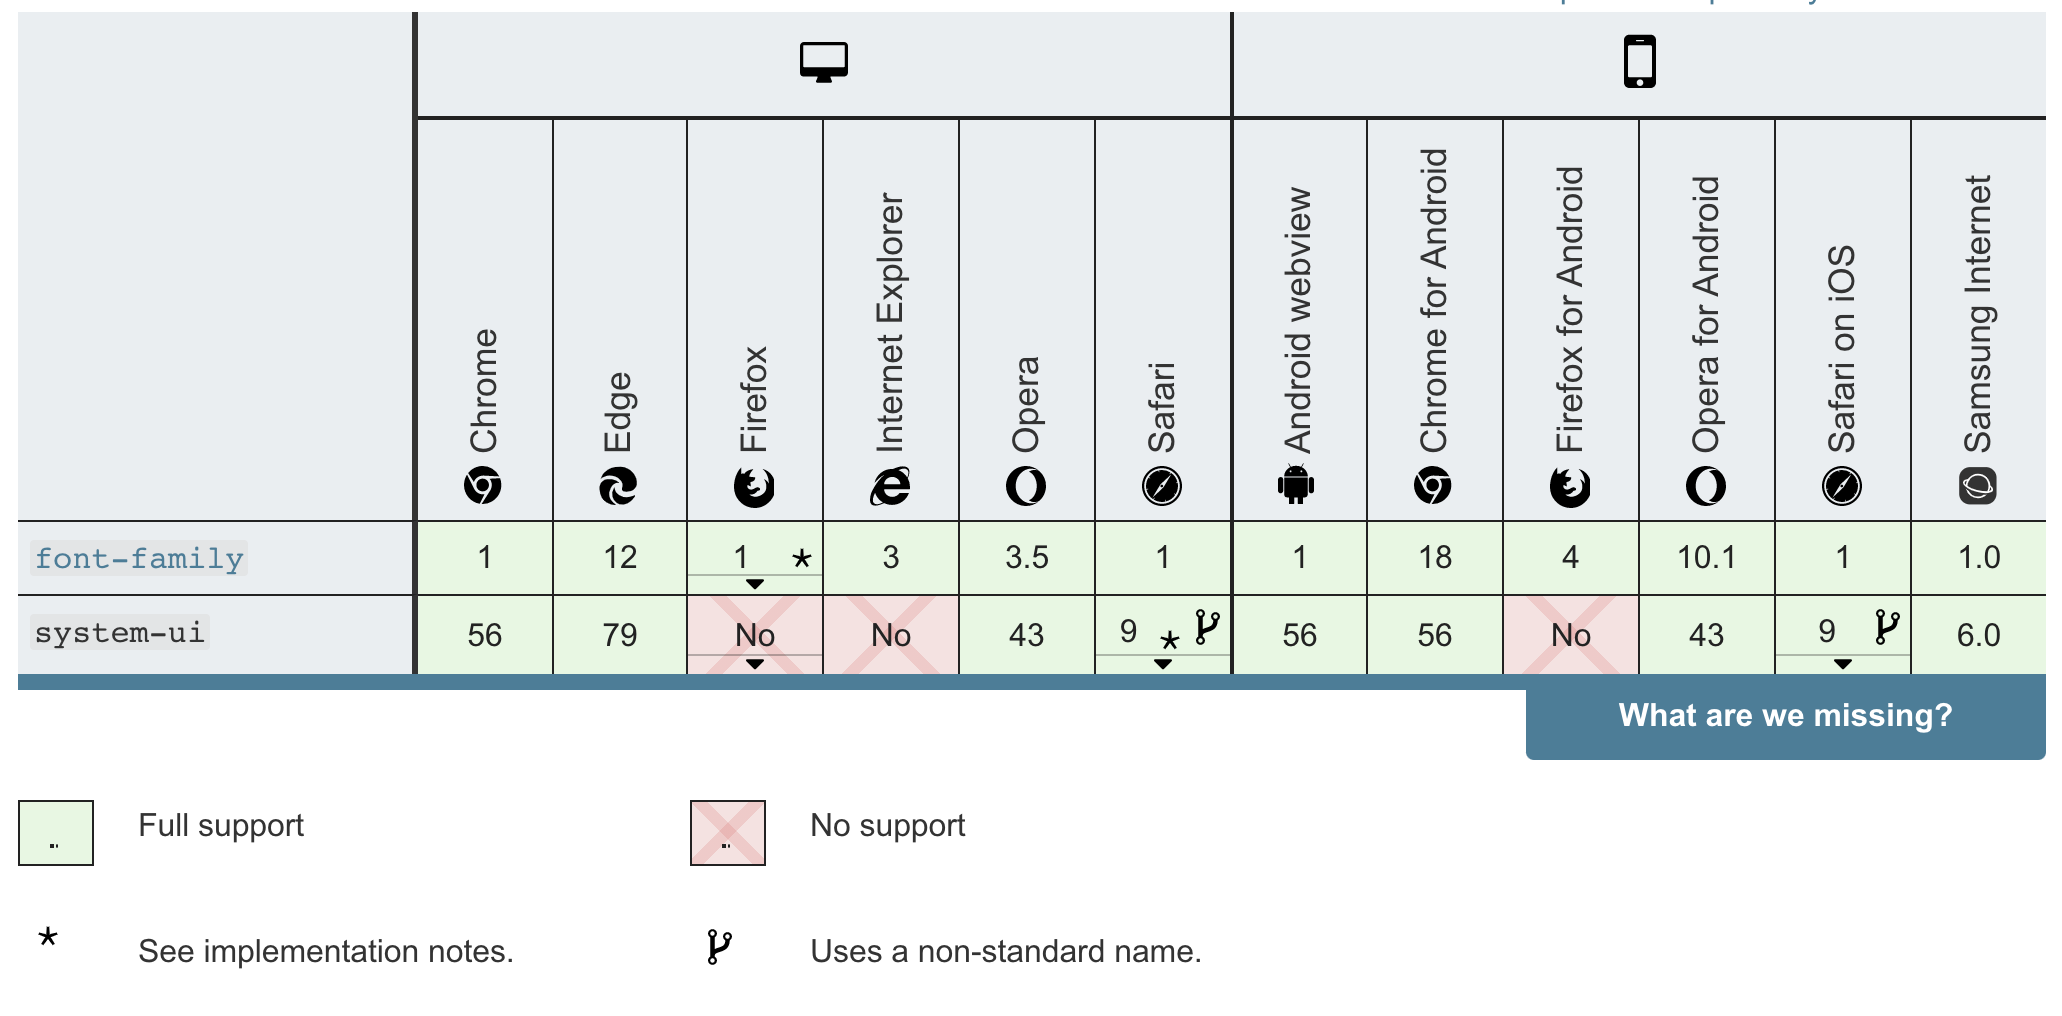 Chrome
Edge
Firefox
Internet Explorer
Opera
Safari
Android webview
Chrome for Android
Firefox for Android
Opera for Android
Safari on iOS
Samsung Internet
font-family 1 12 1 * 3 3.5 1 1 18 4 10.1 1 1.0
system-ui 56 79 No No 43 9 * 56 56 No 43 9 6.0
What are we missing?
Full support
No support
* See implementation notes.
Uses a non-standard name.